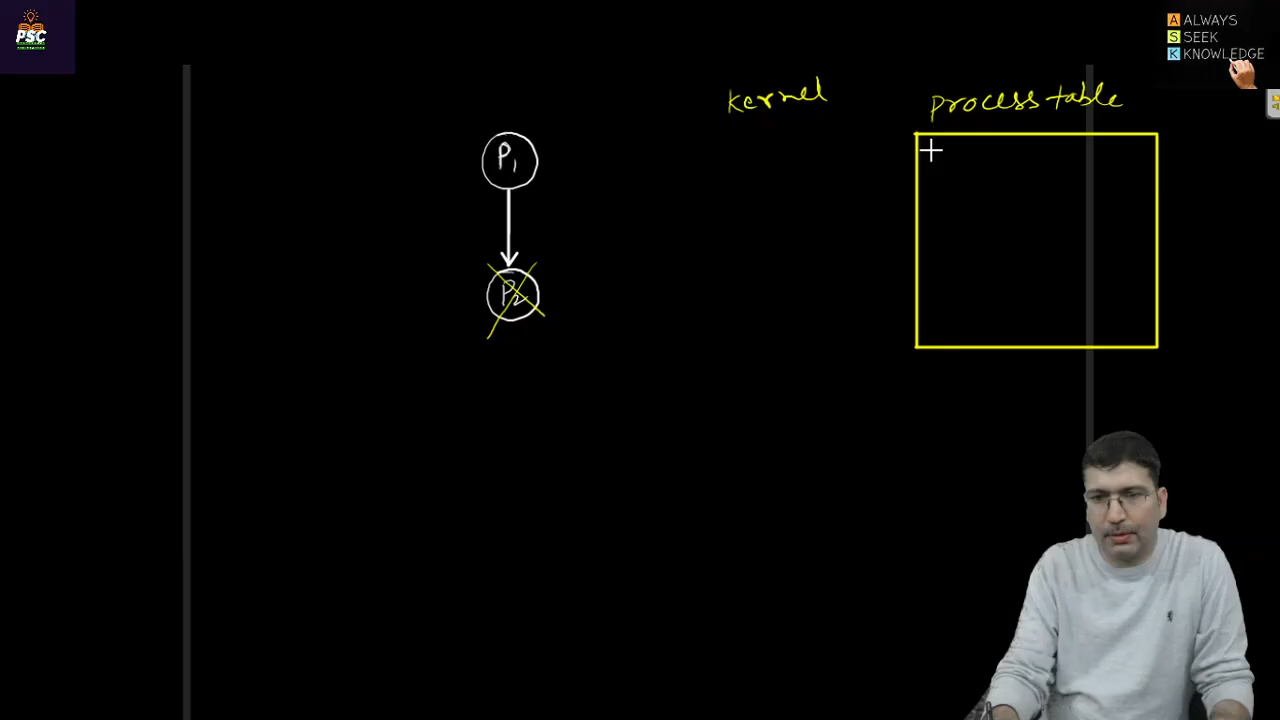 PSC
A ALWAYS
S SEEK
K KNOWLEDGE
kernel
process table
P1
P2